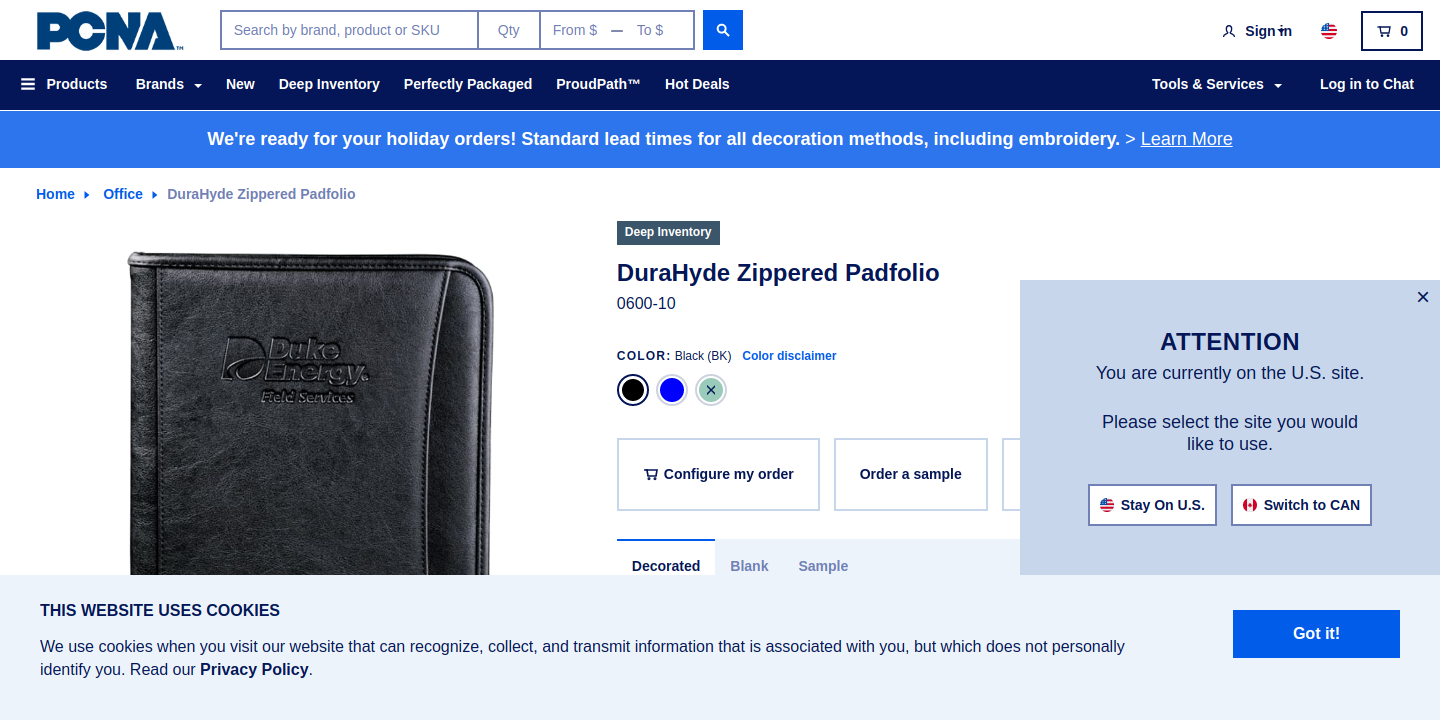 PCNA™
Search by brand, product or SKU
Qty
From $ — To $
Sign in
0
Products
Brands
New
Deep Inventory
Perfectly Packaged
ProudPath™
Hot Deals
Tools & Services
Log in to Chat
We're ready for your holiday orders! Standard lead times for all decoration methods, including embroidery. > Learn More
Home
Office
DuraHyde Zippered Padfolio
Duke
Energy®
Field Services
Deep Inventory
DuraHyde Zippered Padfolio
0600-10
COLOR: Black (BK) Color disclaimer
Configure my order
Order a sample
Decorated
Blank
Sample
×
ATTENTION
You are currently on the U.S. site.
Please select the site you would
like to use.
Stay On U.S.
Switch to CAN
THIS WEBSITE USES COOKIES
We use cookies when you visit our website that can recognize, collect, and transmit information that is associated with you, but which does not personally
identify you. Read our Privacy Policy.
Got it!